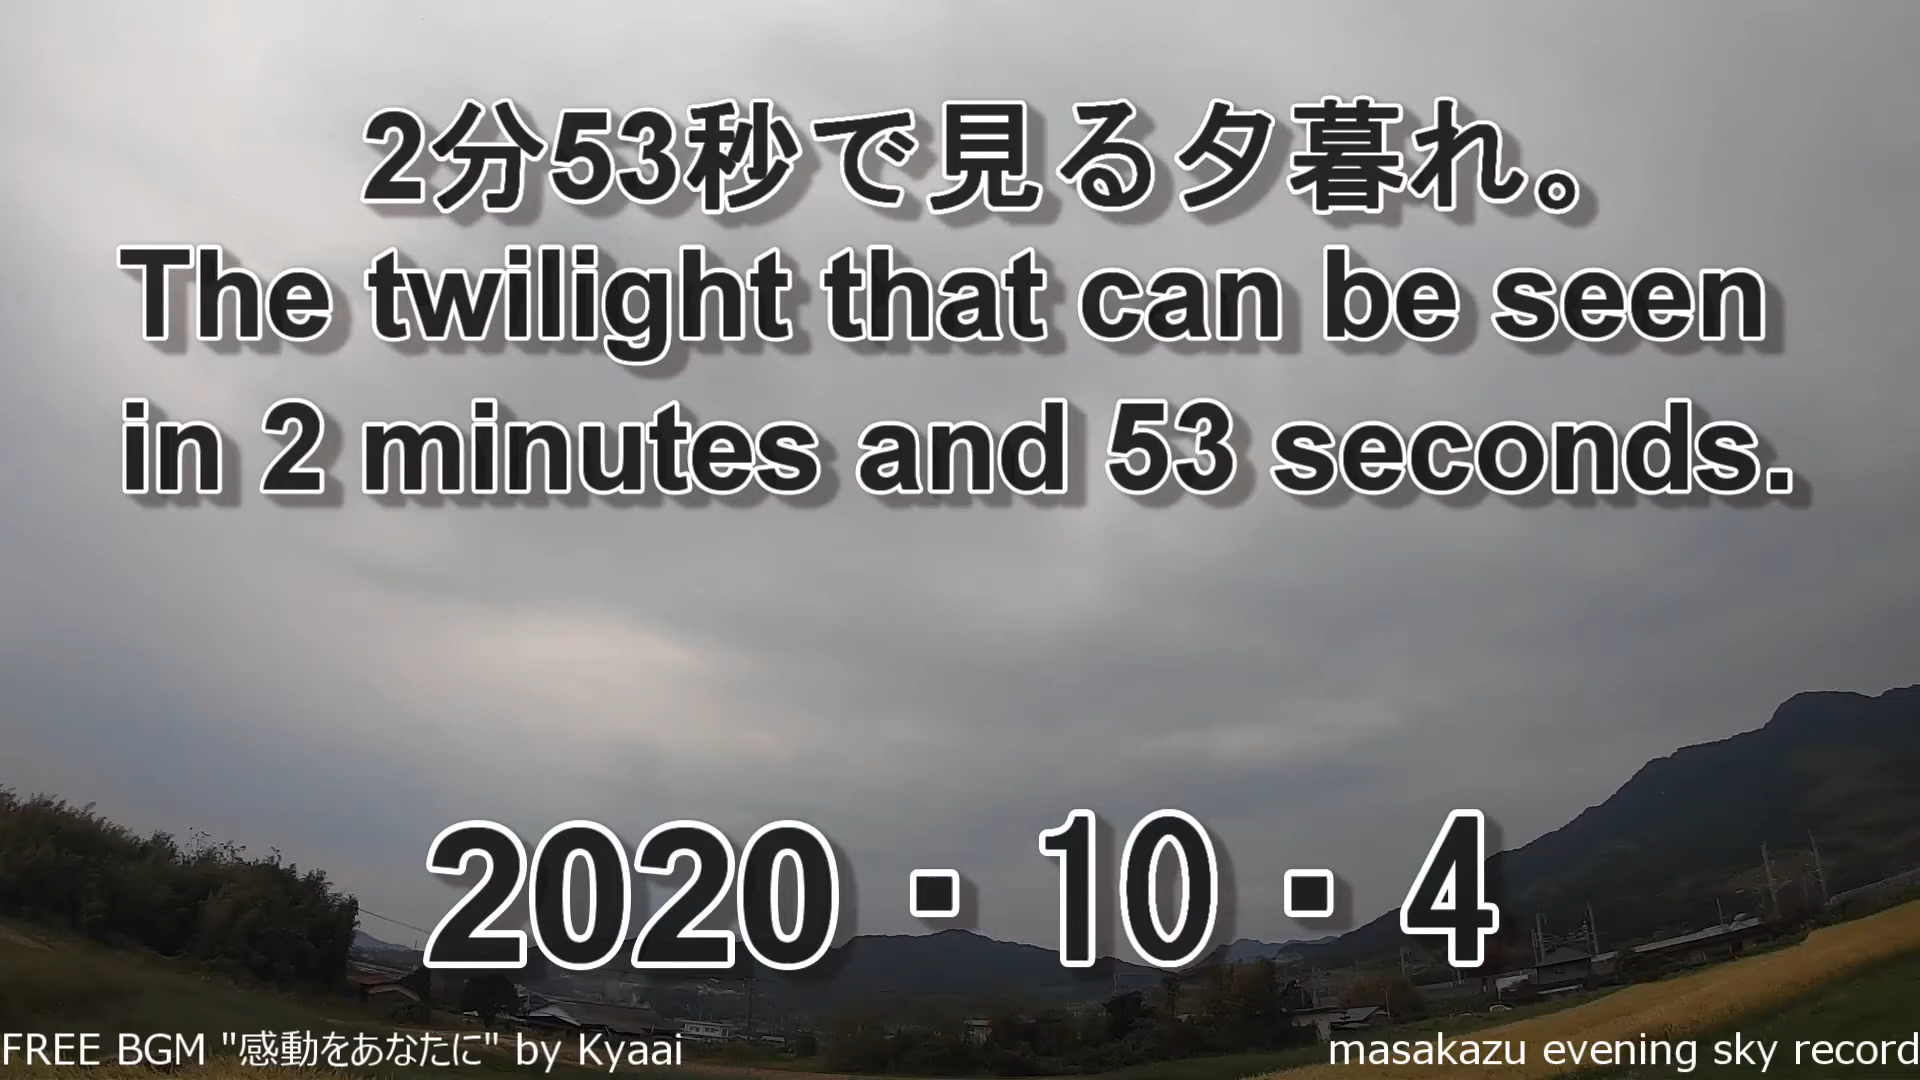 2分53秒で見る夕暮れ。
The twilight that can be seen
in 2 minutes and 53 seconds.
2020・10・4
FREE BGM "感動をあなたに" by Kyaai
masakazu evening sky record